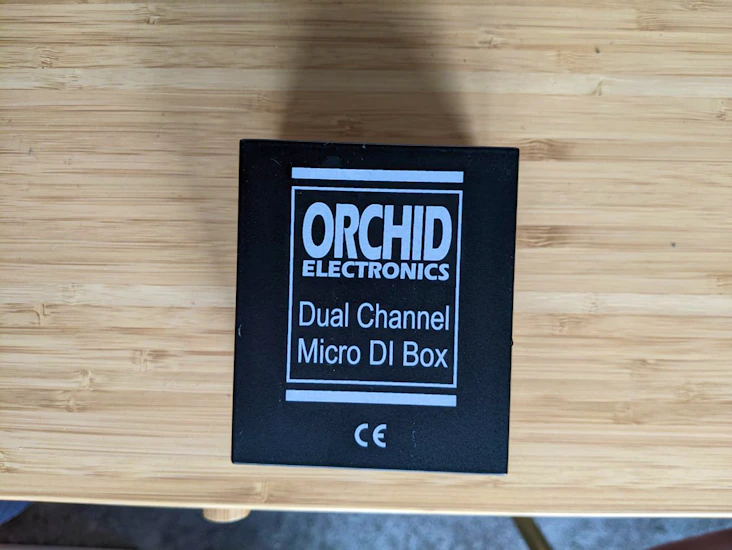 ORCHID
ELECTRONICS
Dual Channel
Micro DI Box
CE